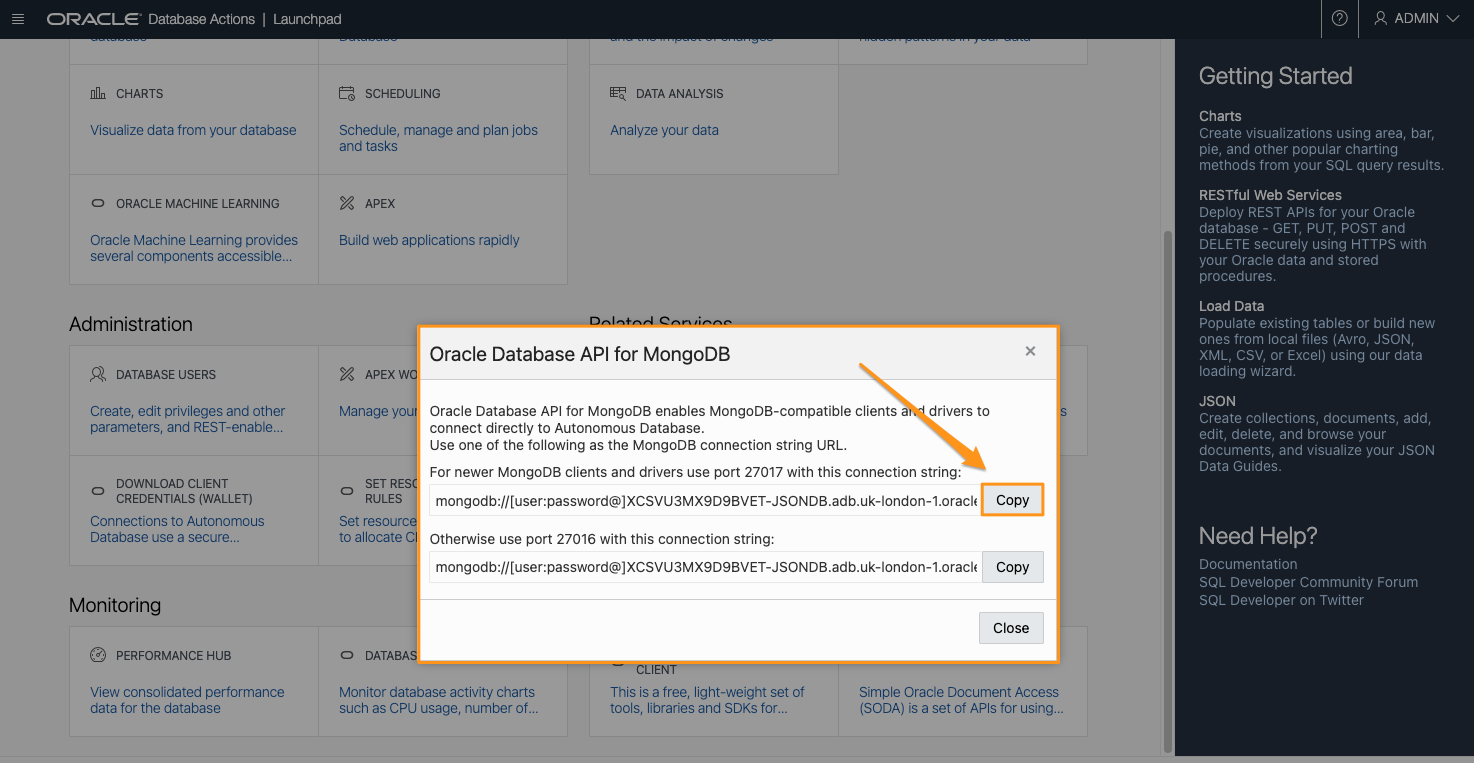 ORACLE Database Actions | Launchpad
ADMIN
database
Database
and the impact of changes
hidden patterns in your data
CHARTS
Visualize data from your database
SCHEDULING
Schedule, manage and plan jobs
and tasks
DATA ANALYSIS
Analyze your data
ORACLE MACHINE LEARNING
Oracle Machine Learning provides
several components accessible...
APEX
Build web applications rapidly
Administration
Related Services
DATABASE USERS
Create, edit privileges and other
parameters, and REST-enable...
APEX WO
Manage your
DOWNLOAD CLIENT
CREDENTIALS (WALLET)
Connections to Autonomous
Database use a secure...
SET RESO
RULES
Set resource
to allocate Cl
Monitoring
PERFORMANCE HUB
View consolidated performance
data for the database
DATABAS
Monitor database activity charts
such as CPU usage, number of...
CLIENT
This is a free, light-weight set of
tools, libraries and SDKs for...
Simple Oracle Document Access
(SODA) is a set of APIs for using...
Oracle Database API for MongoDB
×
Oracle Database API for MongoDB enables MongoDB-compatible clients and drivers to
connect directly to Autonomous Database.
Use one of the following as the MongoDB connection string URL.
For newer MongoDB clients and drivers use port 27017 with this connection string:
mongodb://[user:password@]XCSVU3MX9D9BVET-JSONDB.adb.uk-london-1.oracle
Copy
Otherwise use port 27016 with this connection string:
mongodb://[user:password@]XCSVU3MX9D9BVET-JSONDB.adb.uk-london-1.oracle
Copy
Close
Getting Started
Charts
Create visualizations using area, bar,
pie, and other popular charting
methods from your SQL query results.
RESTful Web Services
Deploy REST APIs for your Oracle
database - GET, PUT, POST and
DELETE securely using HTTPS with
your Oracle data and stored
procedures.
Load Data
Populate existing tables or build new
ones from local files (Avro, JSON,
XML, CSV, or Excel) using our data
loading wizard.
JSON
Create collections, documents, add,
edit, delete, and browse your
documents, and visualize your JSON
Data Guides.
Need Help?
Documentation
SQL Developer Community Forum
SQL Developer on Twitter